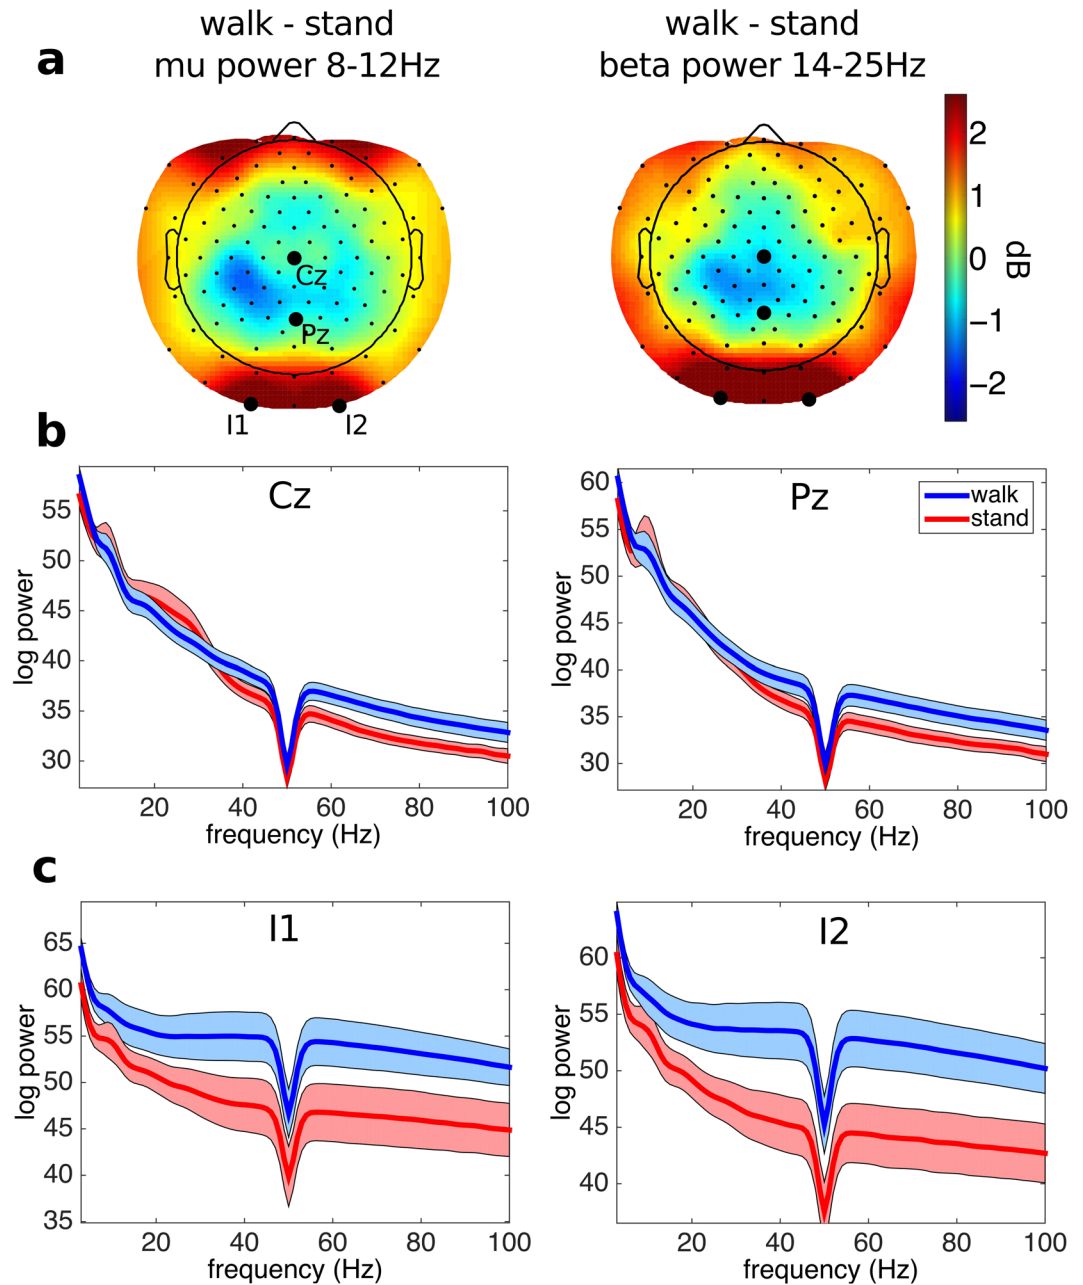 a
walk - stand
mu power 8-12Hz
walk - stand
beta power 14-25Hz
Cz
Pz
I1
I2
2
1
0
−1
−2
dB
b
Cz
55
50
45
40
35
30
log power
20
40
60
80
100
frequency (Hz)
Pz
walk
stand
60
55
50
45
40
35
30
log power
20
40
60
80
100
frequency (Hz)
c
I1
65
60
55
50
45
40
35
log power
20
40
60
80
100
frequency (Hz)
I2
60
55
50
45
40
log power
20
40
60
80
100
frequency (Hz)